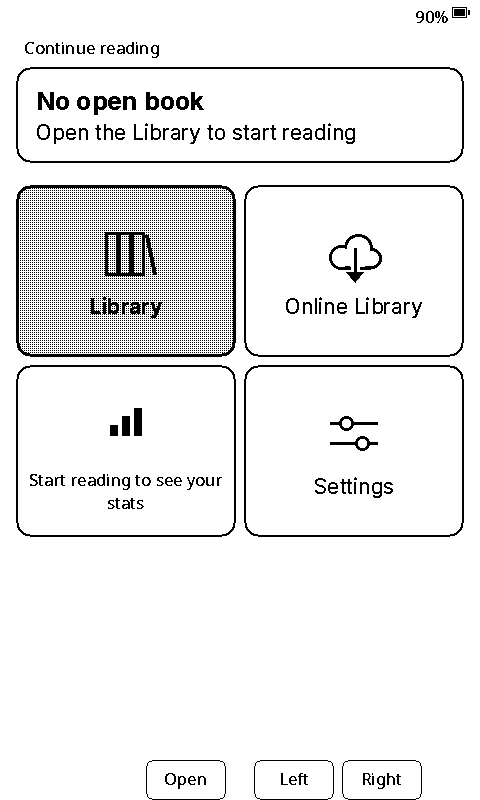 90%
Continue reading
No open book
Open the Library to start reading
Library
Online Library
Start reading to see your
stats
Settings
Open
Left
Right